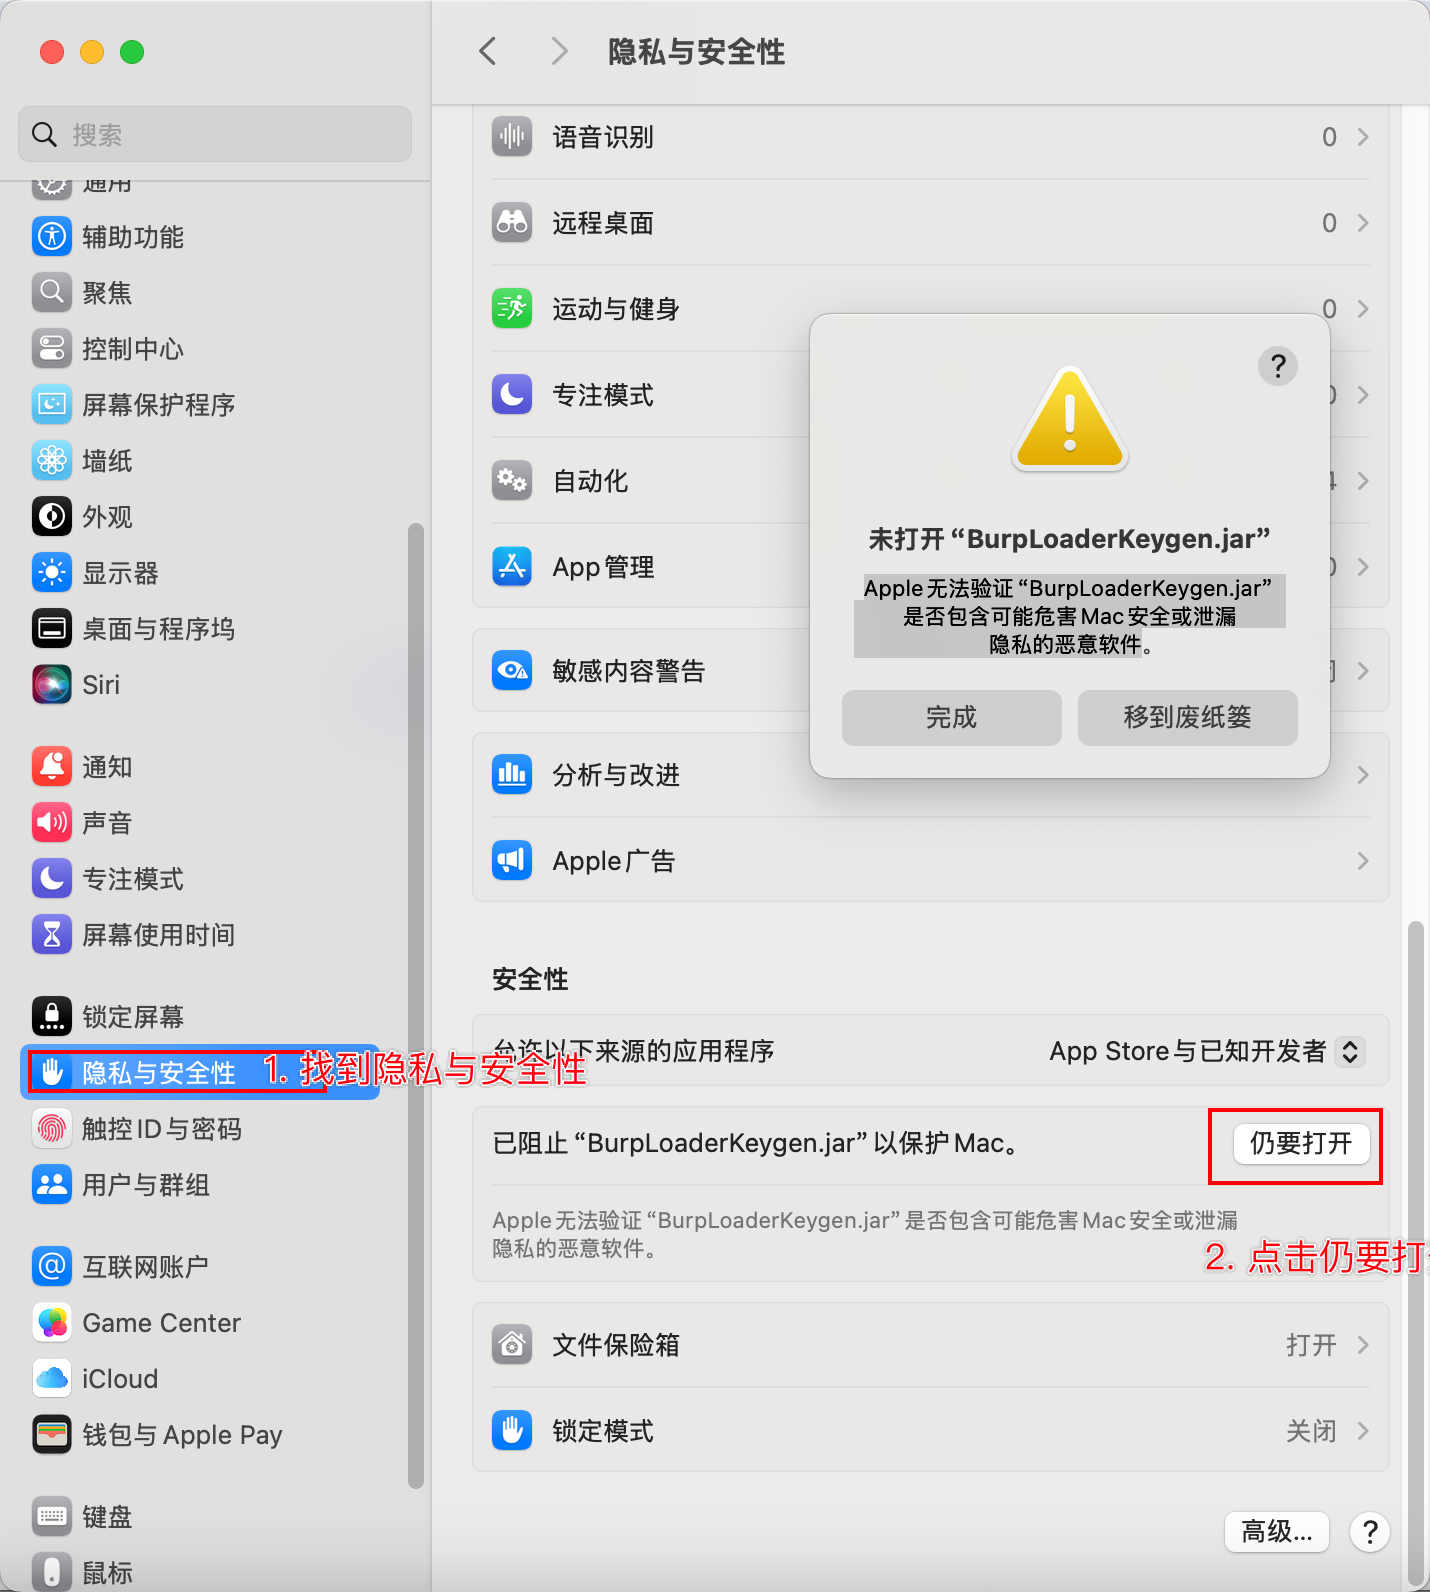 隐私与安全性
搜索
通用
辅助功能
聚焦
控制中心
屏幕保护程序
墙纸
外观
显示器
桌面与程序坞
Siri
通知
声音
专注模式
屏幕使用时间
锁定屏幕
隐私与安全性
1. 找到隐私与安全性
触控 ID 与密码
用户与群组
互联网账户
Game Center
iCloud
钱包与 Apple Pay
键盘
鼠标
语音识别 0
远程桌面 0
运动与健身 0
专注模式
自动化
App 管理
敏感内容警告
分析与改进
Apple 广告
?
未打开“BurpLoaderKeygen.jar”
Apple 无法验证“BurpLoaderKeygen.jar”
是否包含可能危害 Mac 安全或泄漏
隐私的恶意软件。
完成 移到废纸篓
安全性
允许以下来源的应用程序 App Store 与已知开发者
已阻止“BurpLoaderKeygen.jar”以保护 Mac。 仍要打开
Apple 无法验证“BurpLoaderKeygen.jar”是否包含可能危害 Mac 安全或泄漏
隐私的恶意软件。
2. 点击仍要打
文件保险箱 打开
锁定模式 关闭
高级... ?